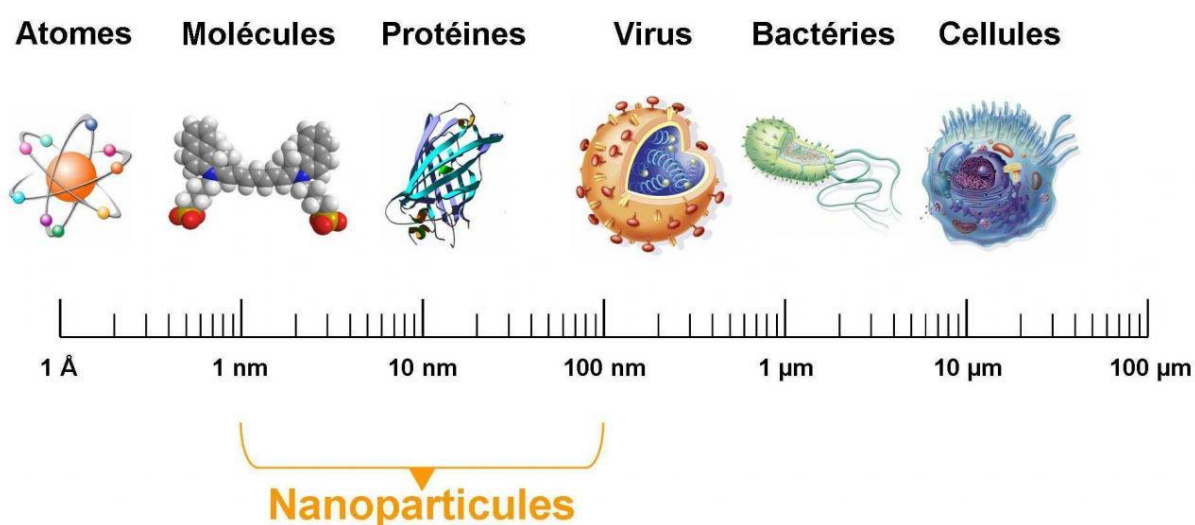 Atomes Molécules Protéines Virus Bactéries Cellules
1 Å 1 nm 10 nm 100 nm 1 µm 10 µm 100 µm
Nanoparticules